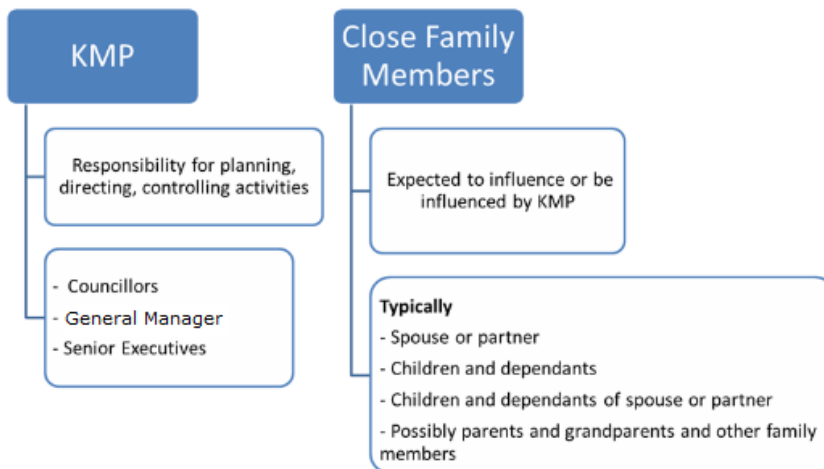 KMP
Responsibility for planning,
directing, controlling activities
- Councillors
- General Manager
- Senior Executives
Close Family
Members
Expected to influence or be
influenced by KMP
Typically
- Spouse or partner
- Children and dependants
- Children and dependants of spouse or partner
- Possibly parents and grandparents and other family
members